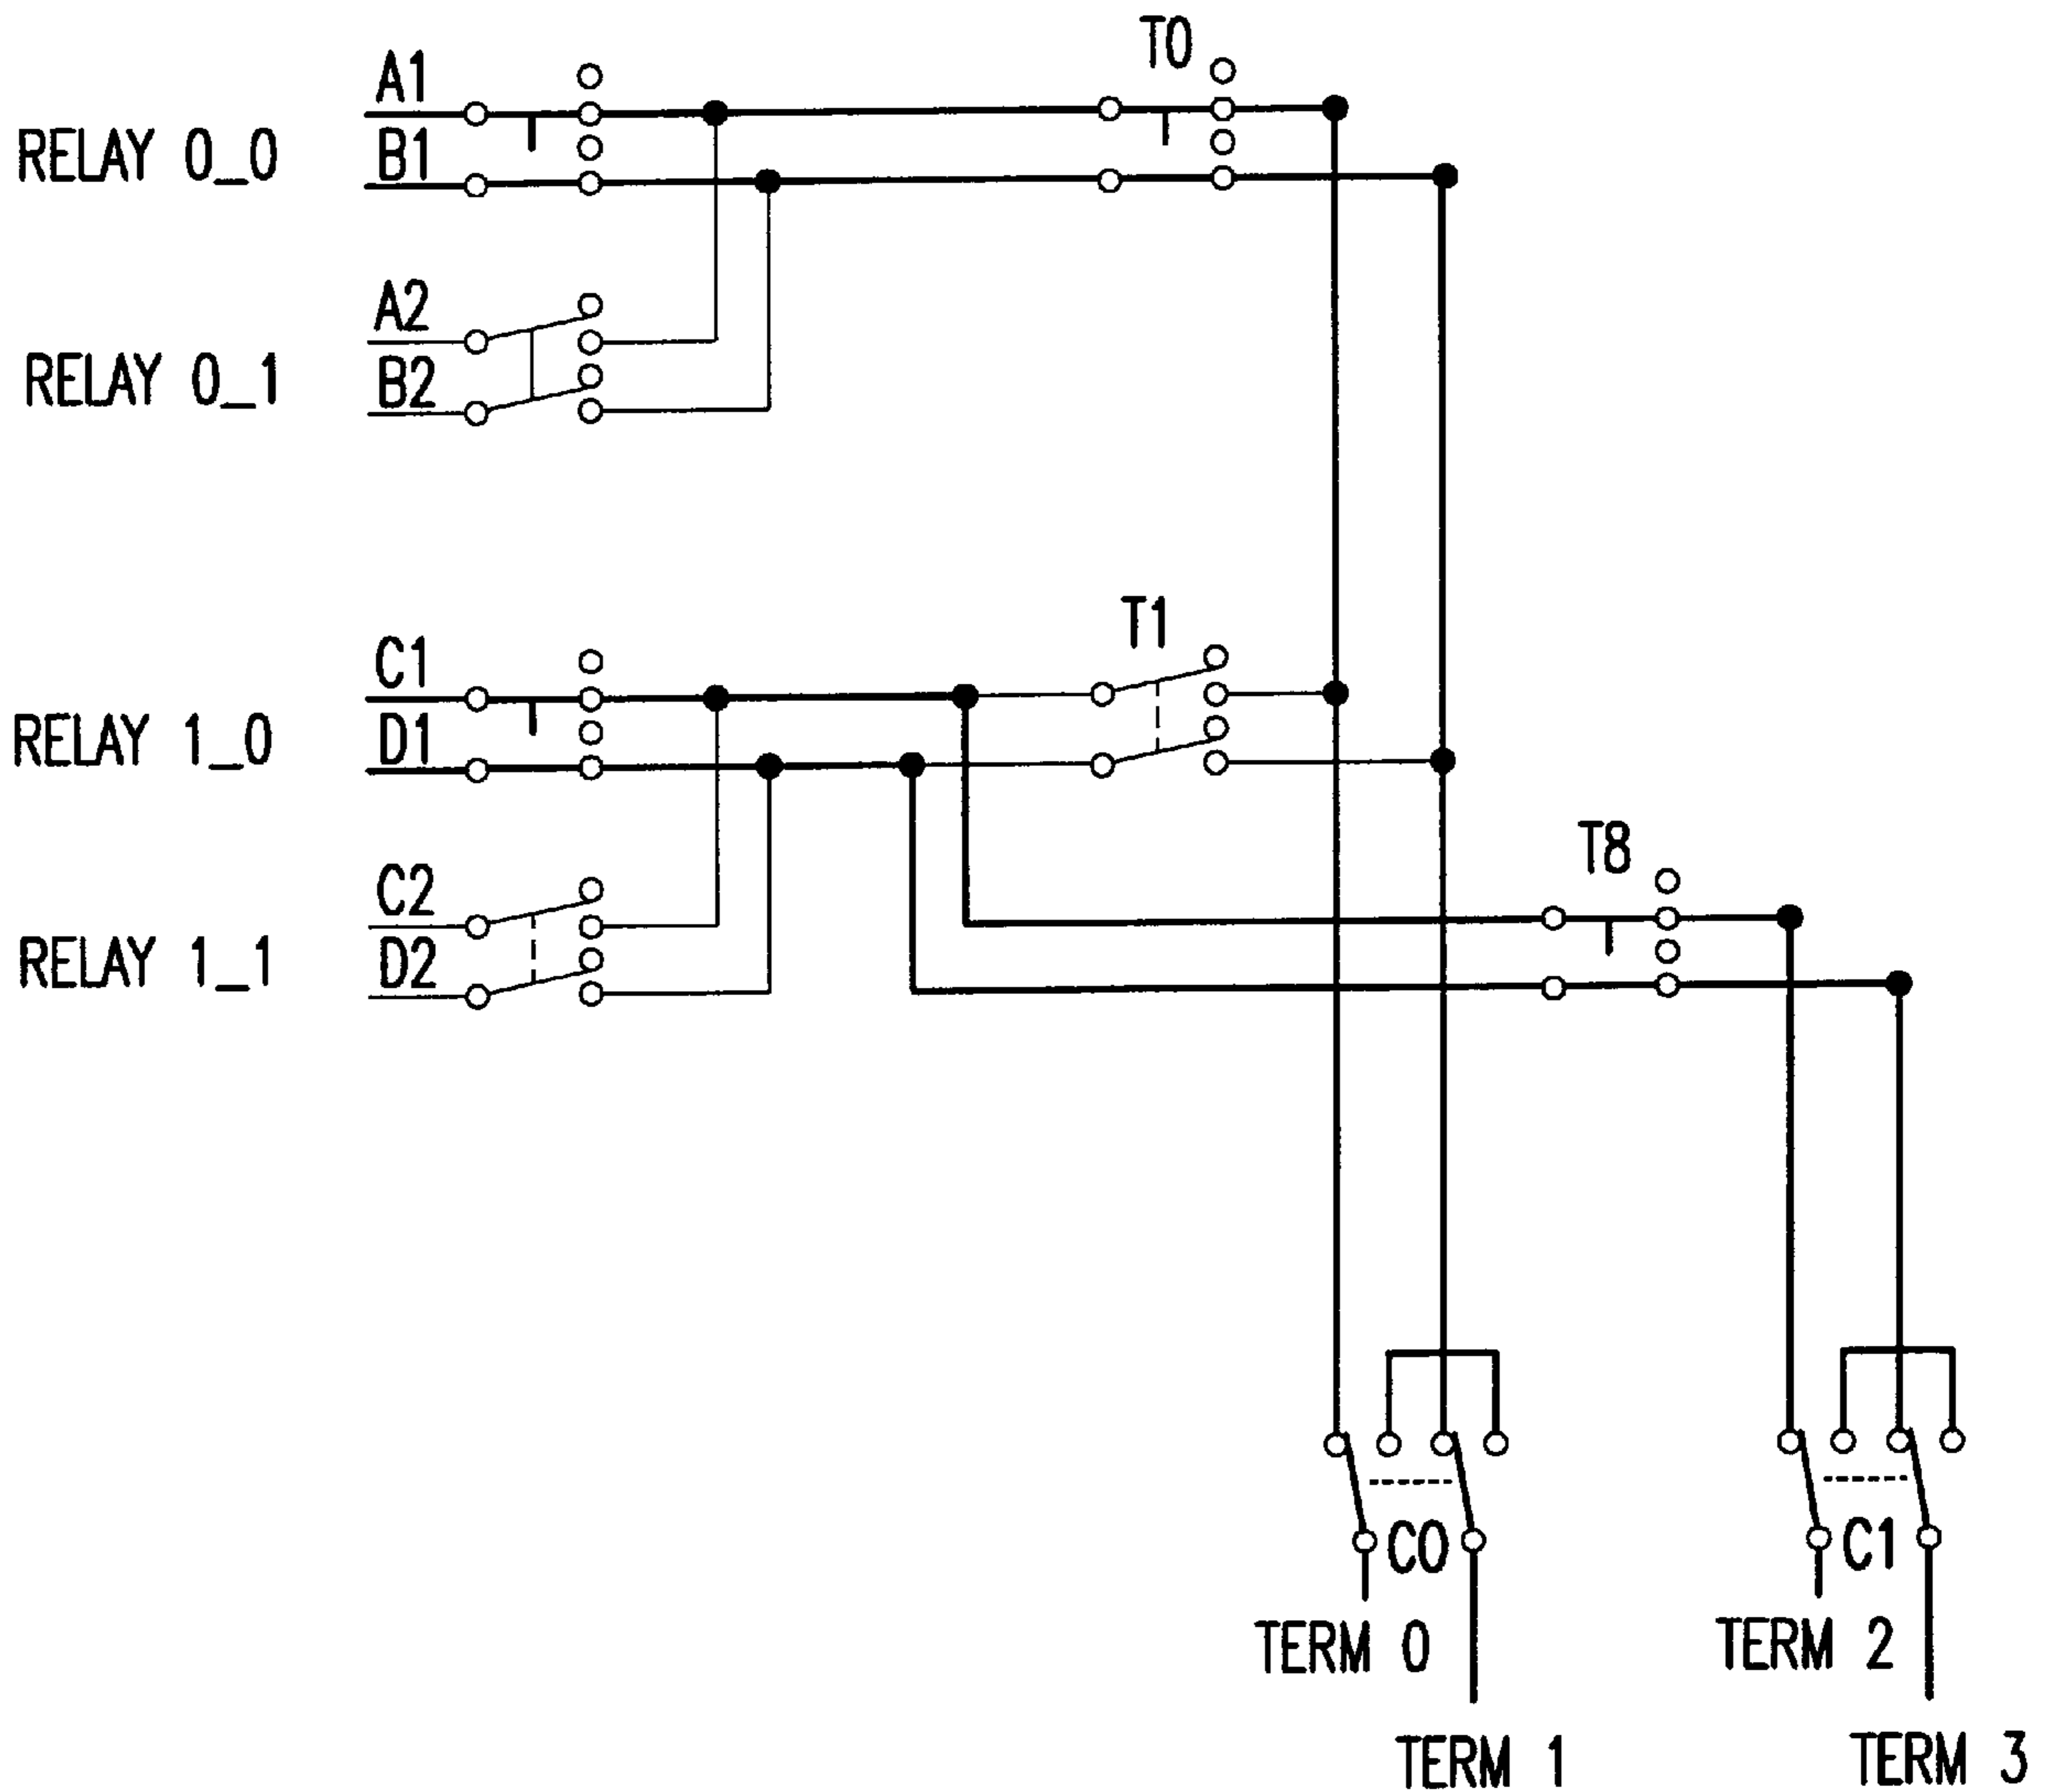 T0
A1
RELAY 0_0
B1
A2
RELAY 0_1
B2
T1
C1
RELAY 1_0
D1
T8
C2
RELAY 1_1
D2
C0
C1
TERM 0
TERM 2
TERM 1
TERM 3